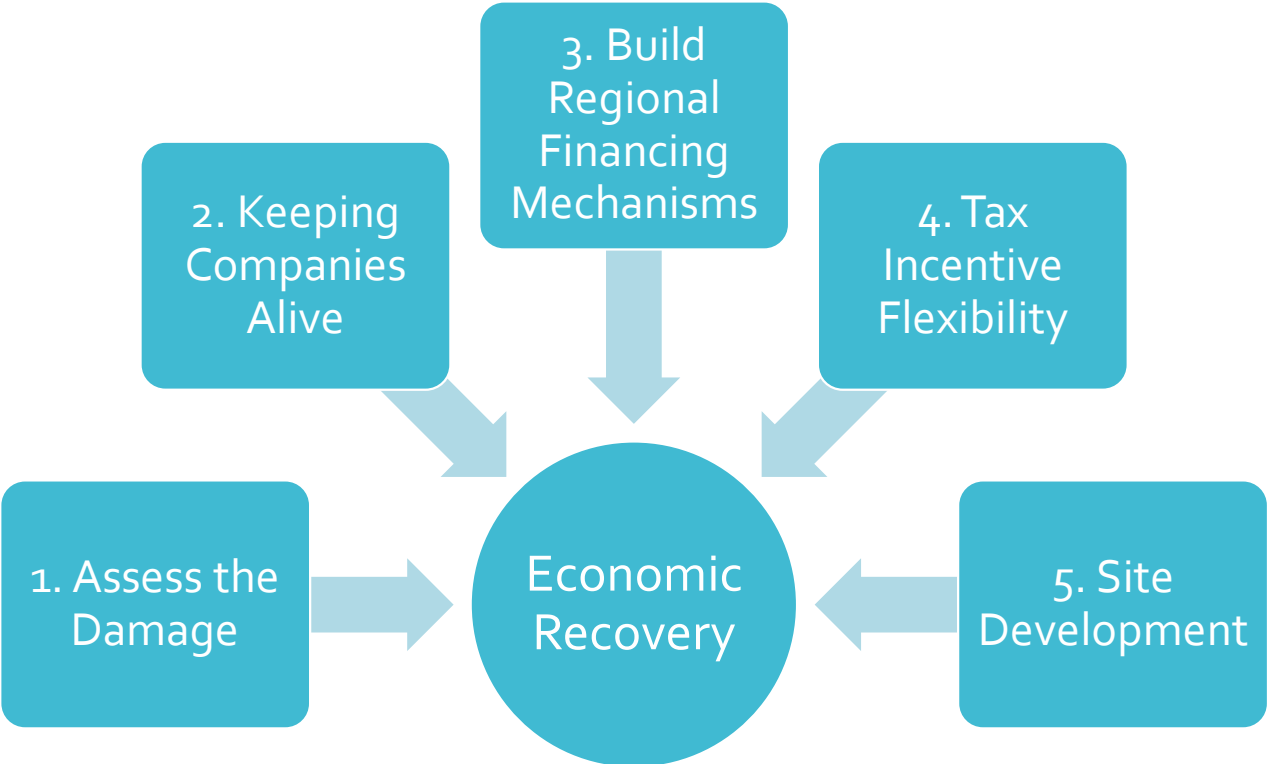 1. Assess the
Damage
2. Keeping
Companies
Alive
3. Build
Regional
Financing
Mechanisms
4. Tax
Incentive
Flexibility
5. Site
Development
Economic
Recovery